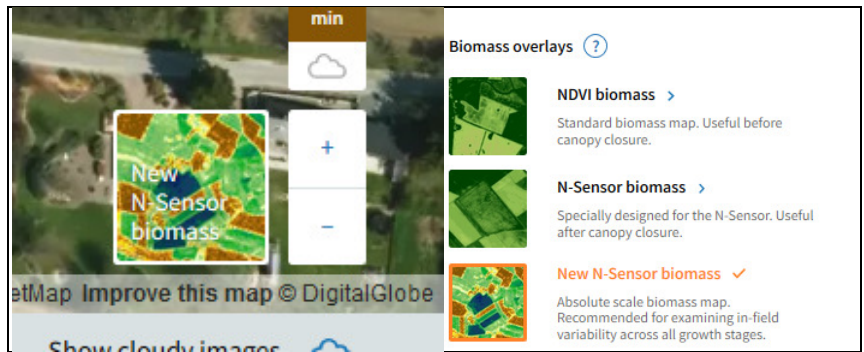 min
New
N-Sensor
biomass
+
−
etMap Improve this map © DigitalGlobe
Show cloudy images
Biomass overlays ?
NDVI biomass >
Standard biomass map. Useful before
canopy closure.
N-Sensor biomass >
Specially designed for the N-Sensor. Useful
after canopy closure.
New N-Sensor biomass ✓
Absolute scale biomass map.
Recommended for examining in-field
variability across all growth stages.